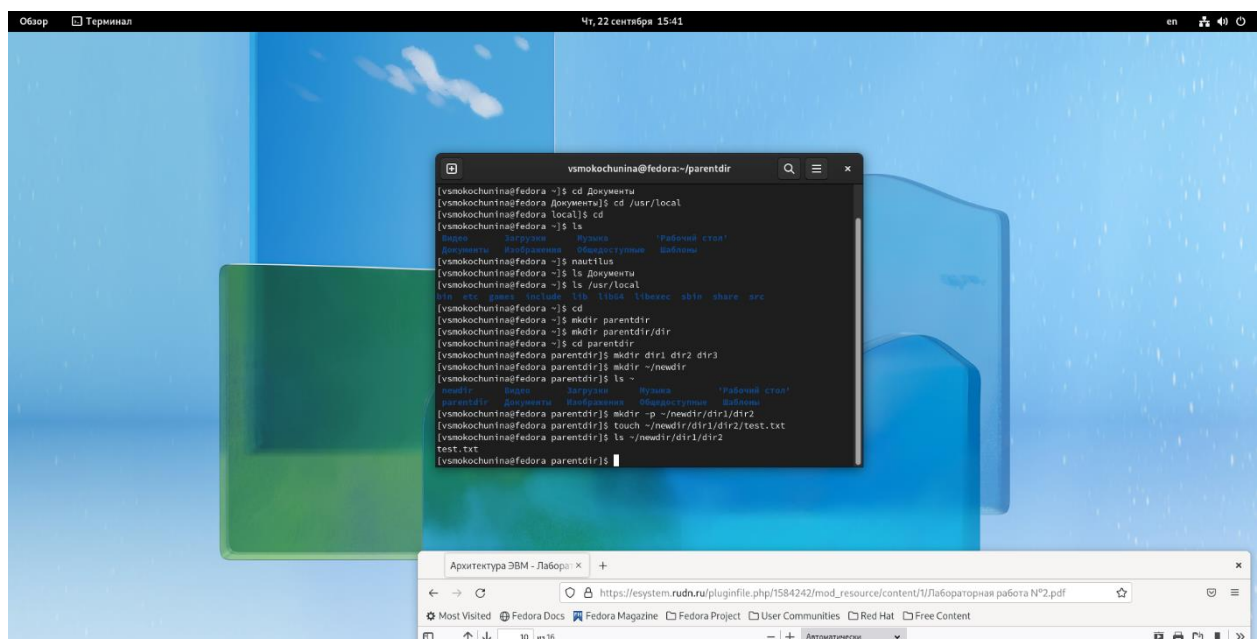 Обзор Терминал Чт, 22 сентября 15:41 en
vsmokochunina@fedora:~/parentdir
[vsmokochunina@fedora ~]$ cd Документы
[vsmokochunina@fedora Документы]$ cd /usr/local
[vsmokochunina@fedora local]$ cd
[vsmokochunina@fedora ~]$ ls
Видео Загрузки Музыка 'Рабочий стол'
Документы Изображения Общедоступные Шаблоны
[vsmokochunina@fedora ~]$ nautilus
[vsmokochunina@fedora ~]$ ls Документы
[vsmokochunina@fedora ~]$ ls /usr/local
bin etc games include lib lib64 libexec sbin share src
[vsmokochunina@fedora ~]$ cd
[vsmokochunina@fedora ~]$ mkdir parentdir
[vsmokochunina@fedora ~]$ mkdir parentdir/dir
[vsmokochunina@fedora ~]$ cd parentdir
[vsmokochunina@fedora parentdir]$ mkdir dir1 dir2 dir3
[vsmokochunina@fedora parentdir]$ mkdir ~/newdir
[vsmokochunina@fedora parentdir]$ ls ~
newdir Видео Загрузки Музыка 'Рабочий стол'
parentdir Документы Изображения Общедоступные Шаблоны
[vsmokochunina@fedora parentdir]$ mkdir -p ~/newdir/dir1/dir2
[vsmokochunina@fedora parentdir]$ touch ~/newdir/dir1/dir2/test.txt
[vsmokochunina@fedora parentdir]$ ls ~/newdir/dir1/dir2
test.txt
[vsmokochunina@fedora parentdir]$
Архитектура ЭВМ - Лаборат
https://esystem.rudn.ru/pluginfile.php/1584242/mod_resource/content/1/Лабораторная работа №2.pdf
Most Visited Fedora Docs Fedora Magazine Fedora Project User Communities Red Hat Free Content
10 из 16 Автоматически